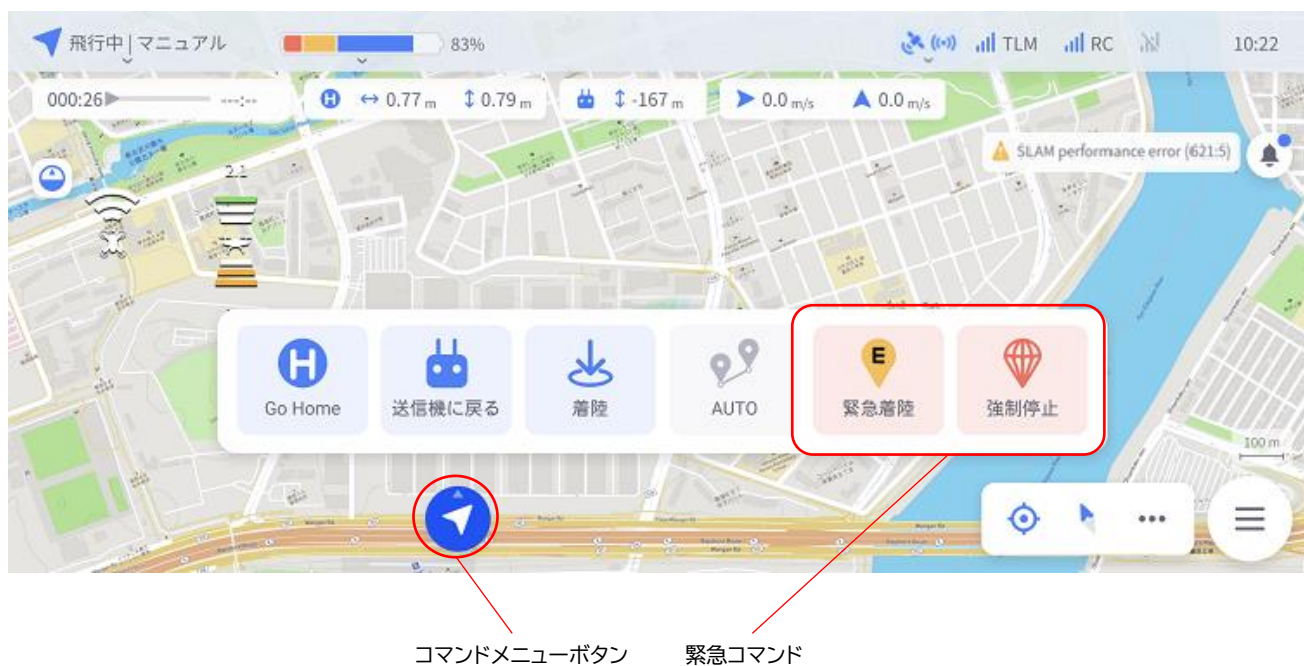 飛行中 | マニュアル 83% TLM RC 10:22
000:26 ---:-- H 0.77 m 0.79 m -167 m 0.0 m/s 0.0 m/s
SLAM performance error (621:5)
2.1
H E
Go Home 送信機に戻る 着陸 AUTO 緊急着陸 強制停止
100 m
コマンドメニューボタン 緊急コマンド